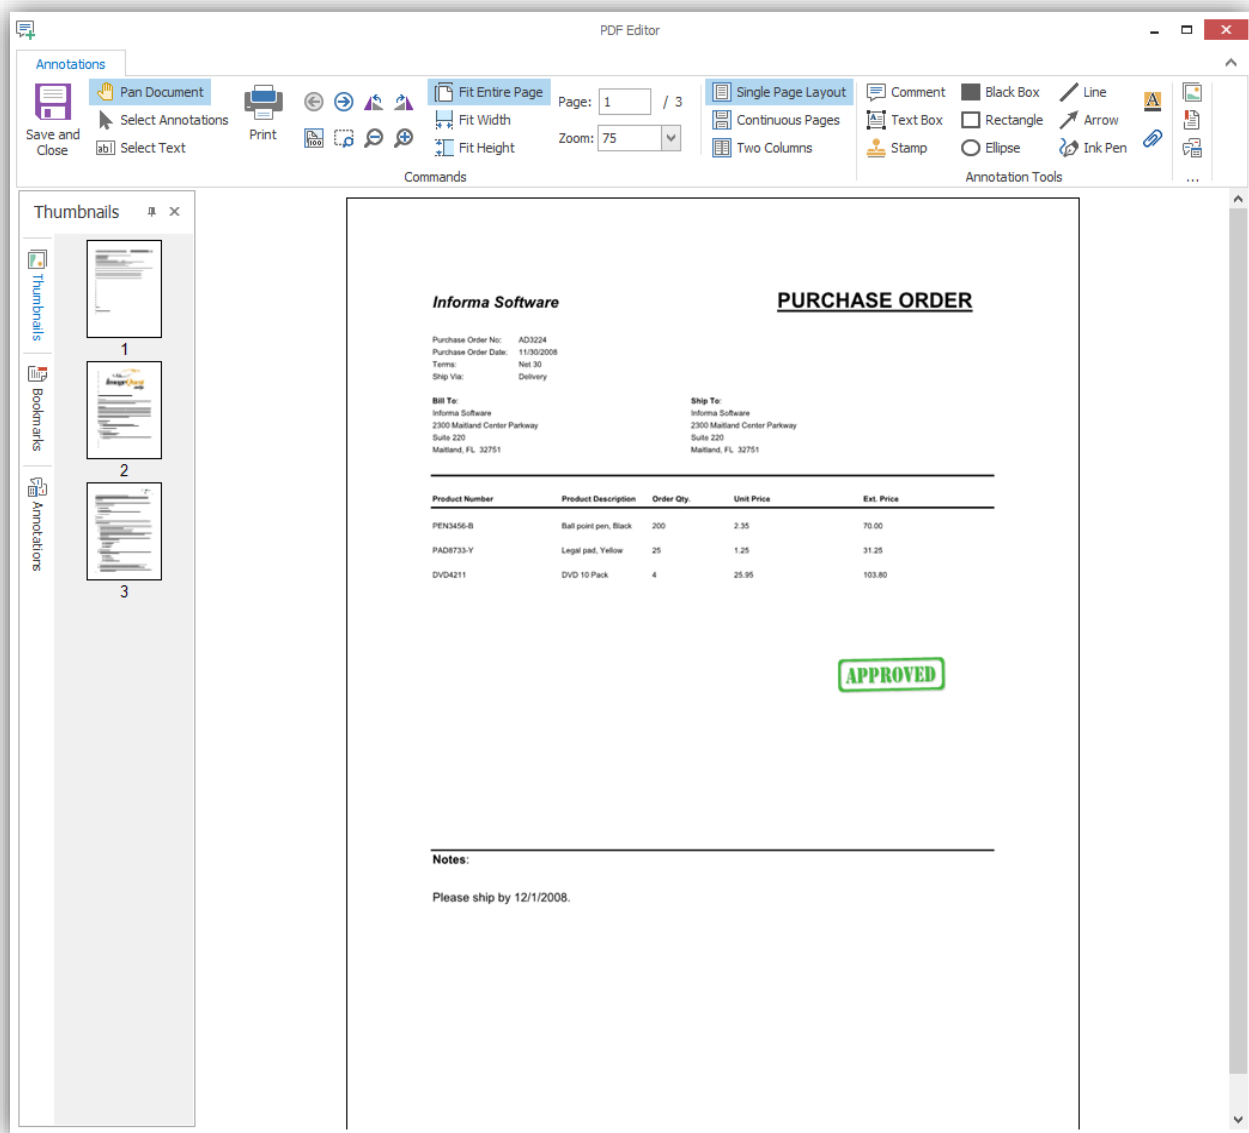 PDF Editor
Annotations
Save and Close
Pan Document
Select Annotations
Select Text
Print
100
Fit Entire Page
Fit Width
Fit Height
Page: 1 / 3
Zoom: 75
Single Page Layout
Continuous Pages
Two Columns
Commands
Comment
Text Box
Stamp
Black Box
Rectangle
Ellipse
Line
Arrow
Ink Pen
A
Annotation Tools
...
Thumbnails
Thumbnails
Bookmarks
Annotations
1
2
3
Informa Software
PURCHASE ORDER
Purchase Order No: AD3224
Purchase Order Date: 11/30/2008
Terms: Net 30
Ship Via: Delivery
Bill To:
Informa Software
2300 Maitland Center Parkway
Suite 220
Maitland, FL 32751
Ship To:
Informa Software
2300 Maitland Center Parkway
Suite 220
Maitland, FL 32751
Product Number Product Description Order Qty. Unit Price Ext. Price
PEN3456-B Ball point pen, Black 200 2.35 70.00
PAD8733-Y Legal pad, Yellow 25 1.25 31.25
DVD4211 DVD 10 Pack 4 25.95 103.80
APPROVED
Notes:
Please ship by 12/1/2008.